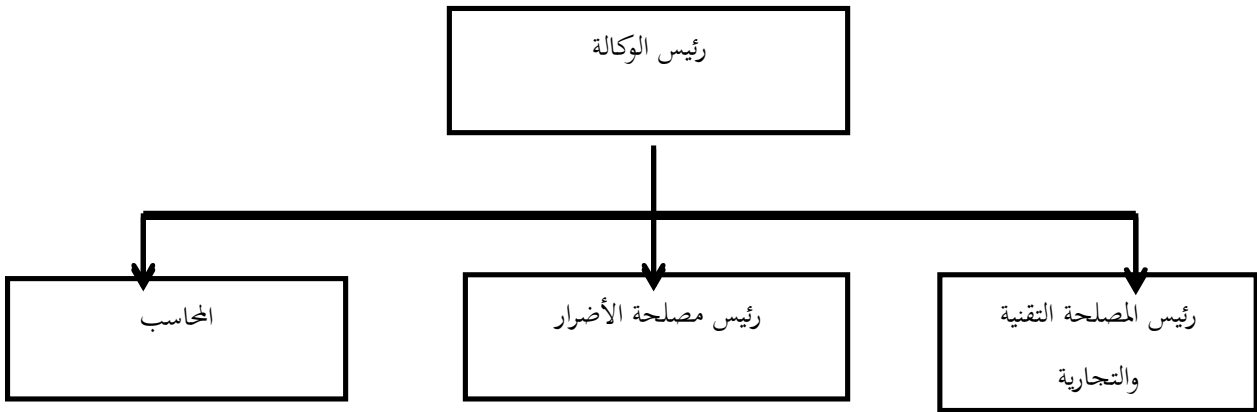 رئيس الوكالة
رئيس المصلحة التقنية
والتجارية
رئيس مصلحة الأضرار
المحاسب